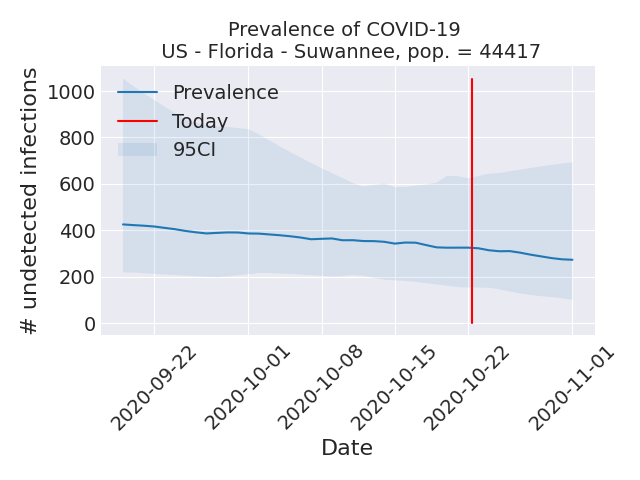 Prevalence of COVID-19
US - Florida - Suwannee, pop. = 44417
# undetected infections
1000
800
600
400
200
0
Prevalence
Today
95CI
2020-09-22
2020-10-01
2020-10-08
2020-10-15
2020-10-22
2020-11-01
Date